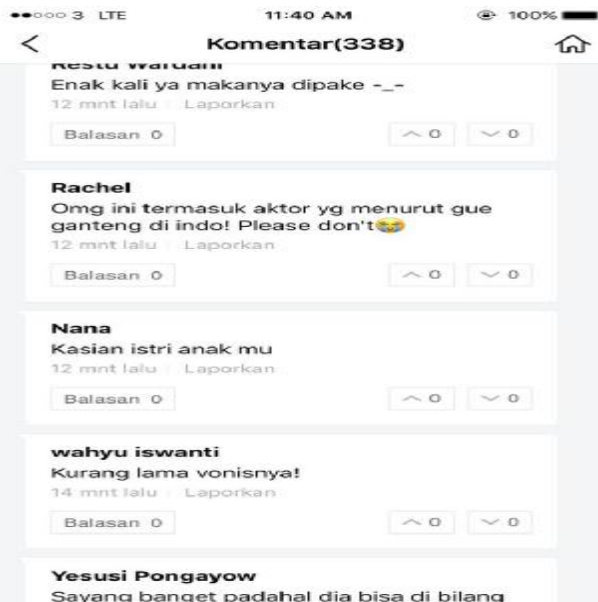 3 LTE 11:40 AM 100%
Komentar(338)
Restu Wardani
Enak kali ya makanya dipake -_-
12 mnt lalu Laporkan
Balasan 0 0 0
Rachel
Omg ini termasuk aktor yg menurut gue
ganteng di indo! Please don't😭
12 mnt lalu Laporkan
Balasan 0 0 0
Nana
Kasian istri anak mu
12 mnt lalu Laporkan
Balasan 0 0 0
wahyu iswanti
Kurang lama vonisnya!
14 mnt lalu Laporkan
Balasan 0 0 0
Yesusi Pongayow
Sayang banget padahal dia bisa di bilang